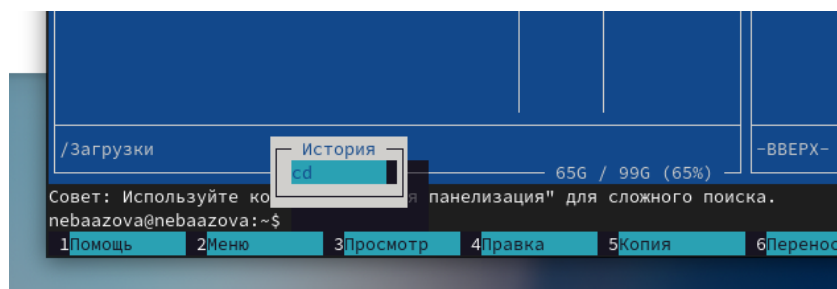 /Загрузки
-ВВЕРХ-
История
cd
65G / 99G (65%)
Совет: Используйте ко я панелизация" для сложного поиска.
nebaazova@nebaazova:~$
1Помощь 2Меню 3Просмотр 4Правка 5Копия 6Перенос